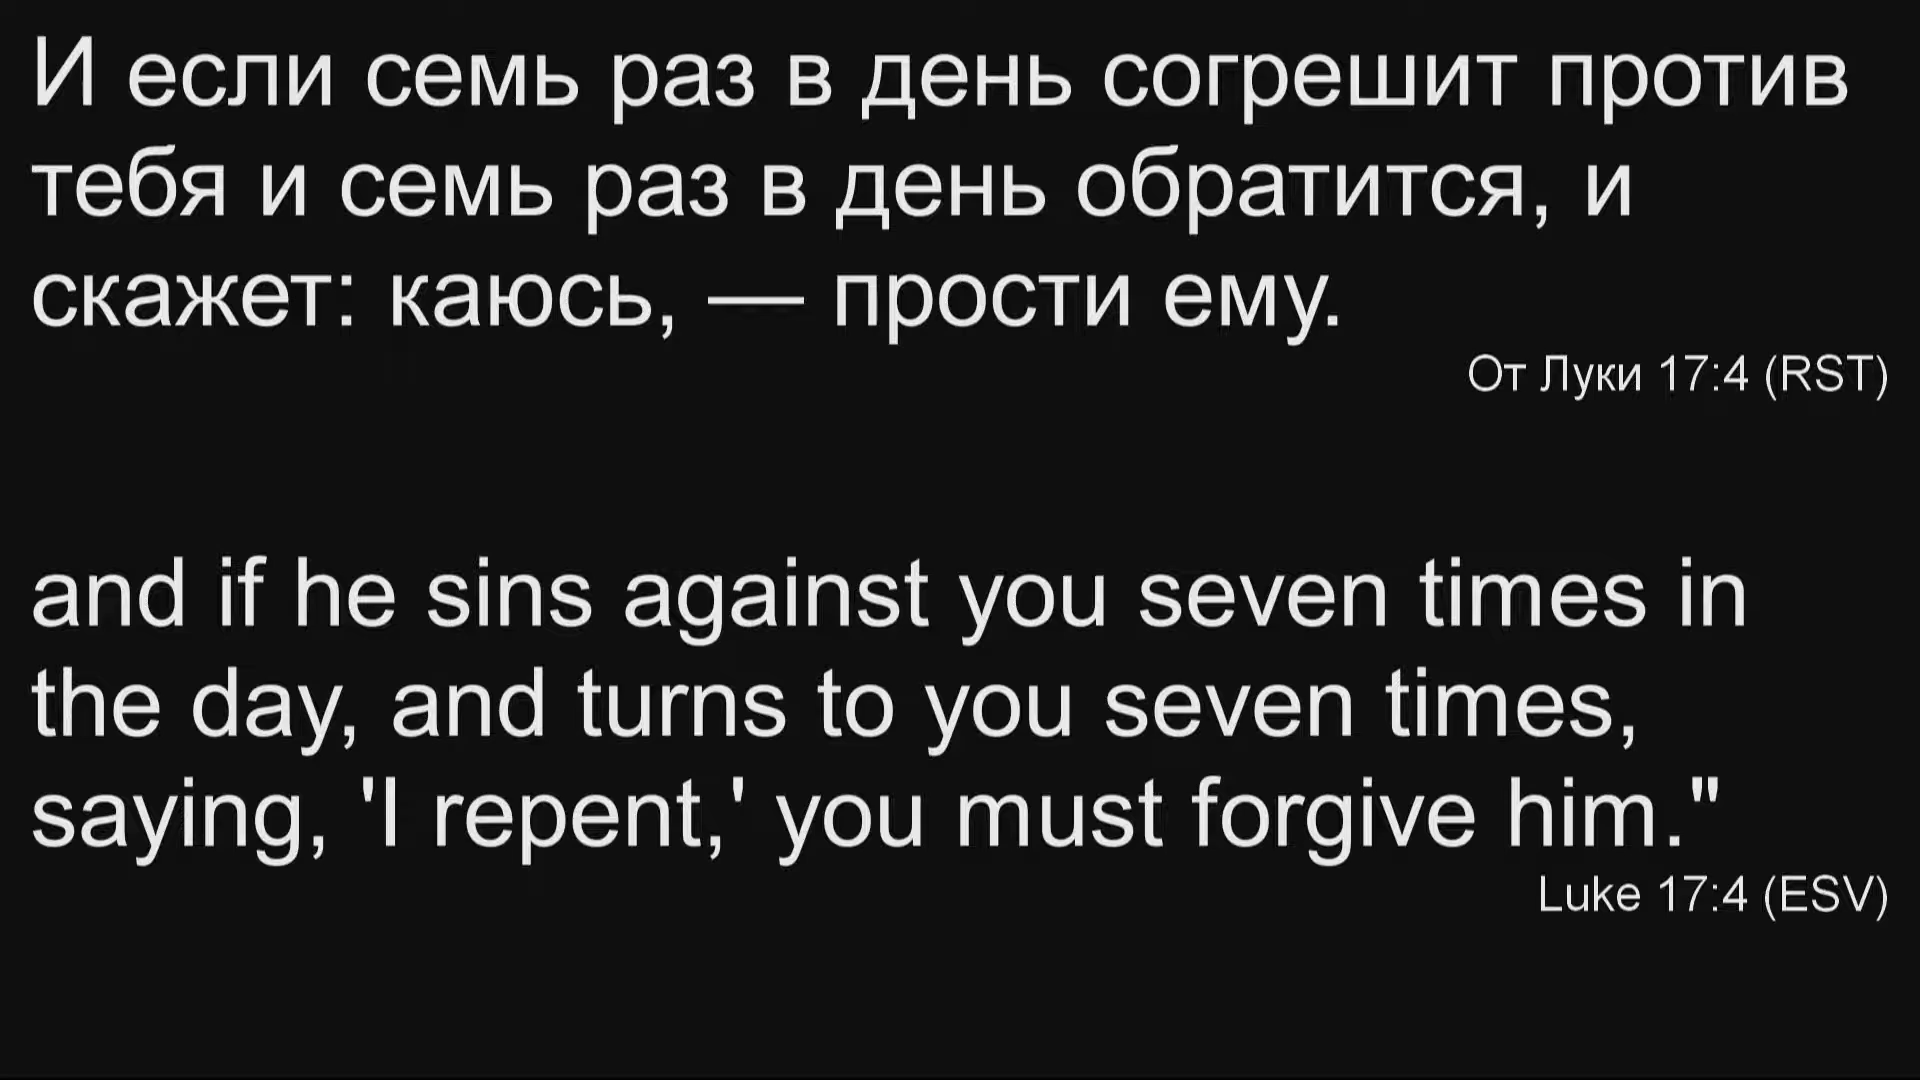 И если семь раз в день согрешит против
тебя и семь раз в день обратится, и
скажет: каюсь, — прости ему.
От Луки 17:4 (RST)
and if he sins against you seven times in
the day, and turns to you seven times,
saying, 'I repent,' you must forgive him."
Luke 17:4 (ESV)